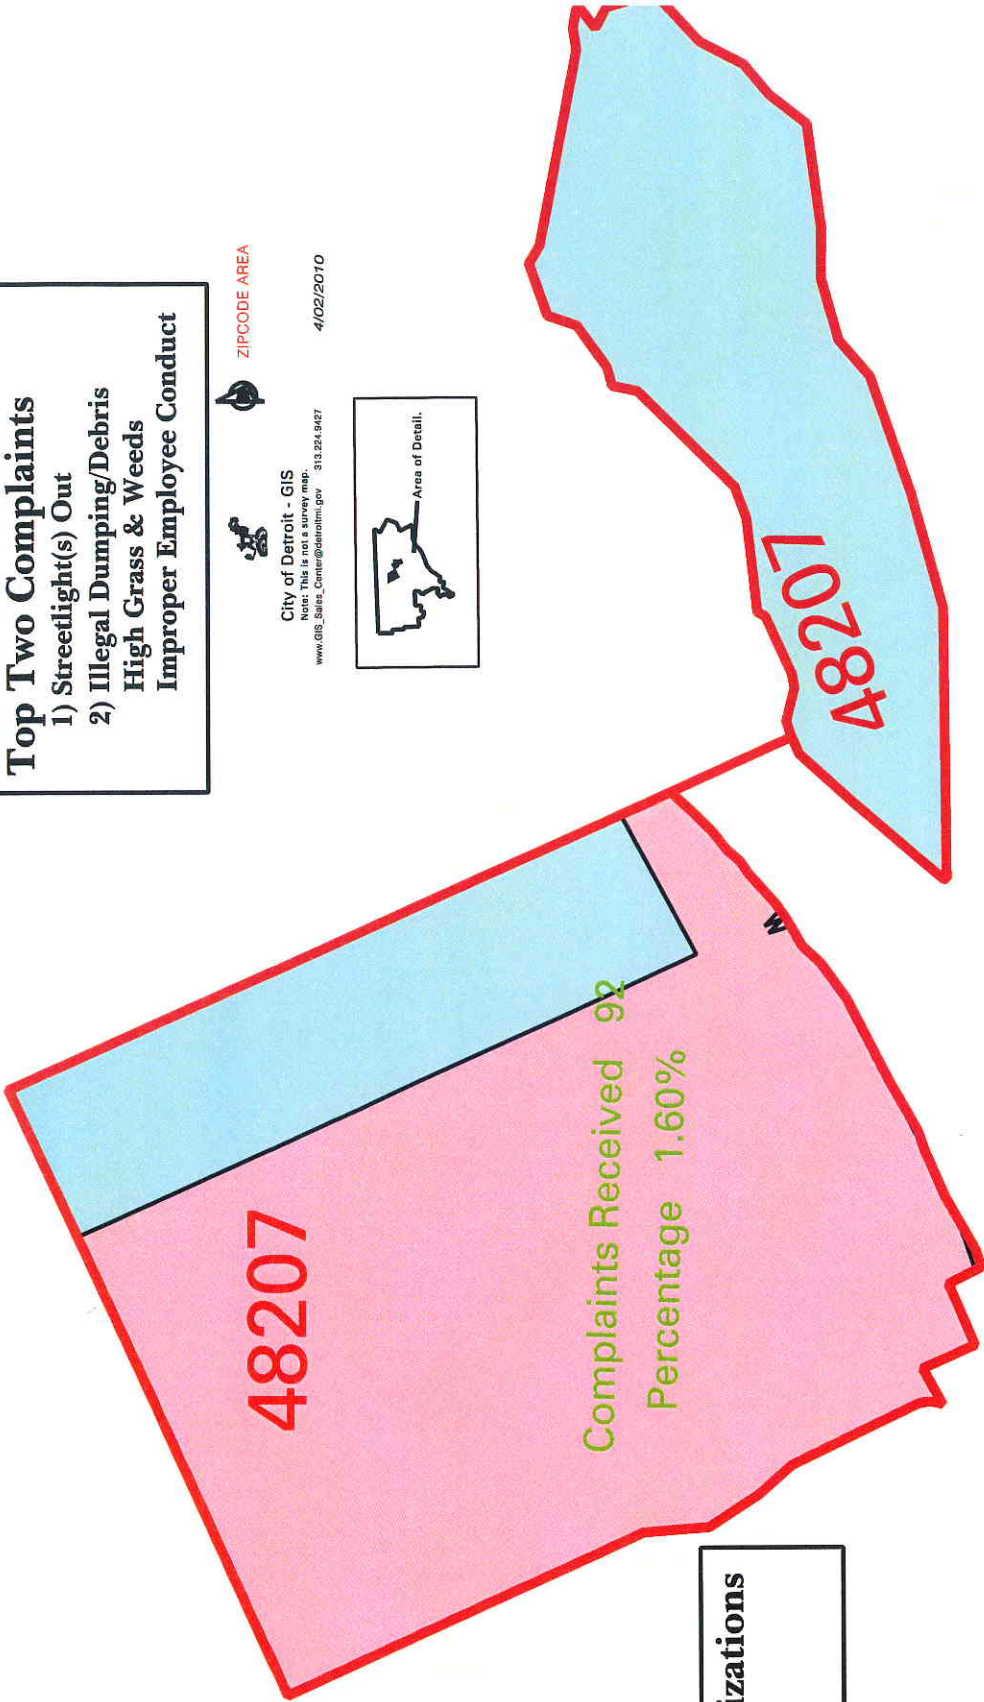 Top Two Complaints
1) Streetlight(s) Out
2) Illegal Dumping/Debris
High Grass & Weeds
Improper Employee Conduct
ZIPCODE AREA
City of Detroit - GIS
Note: This is not a survey map.
www.GIS_Sales_Center@detroitmi.gov 313.224.9427
4/02/2010
Area of Detail.
48207
48207
Complaints Received 92
Percentage 1.60%
W
izations